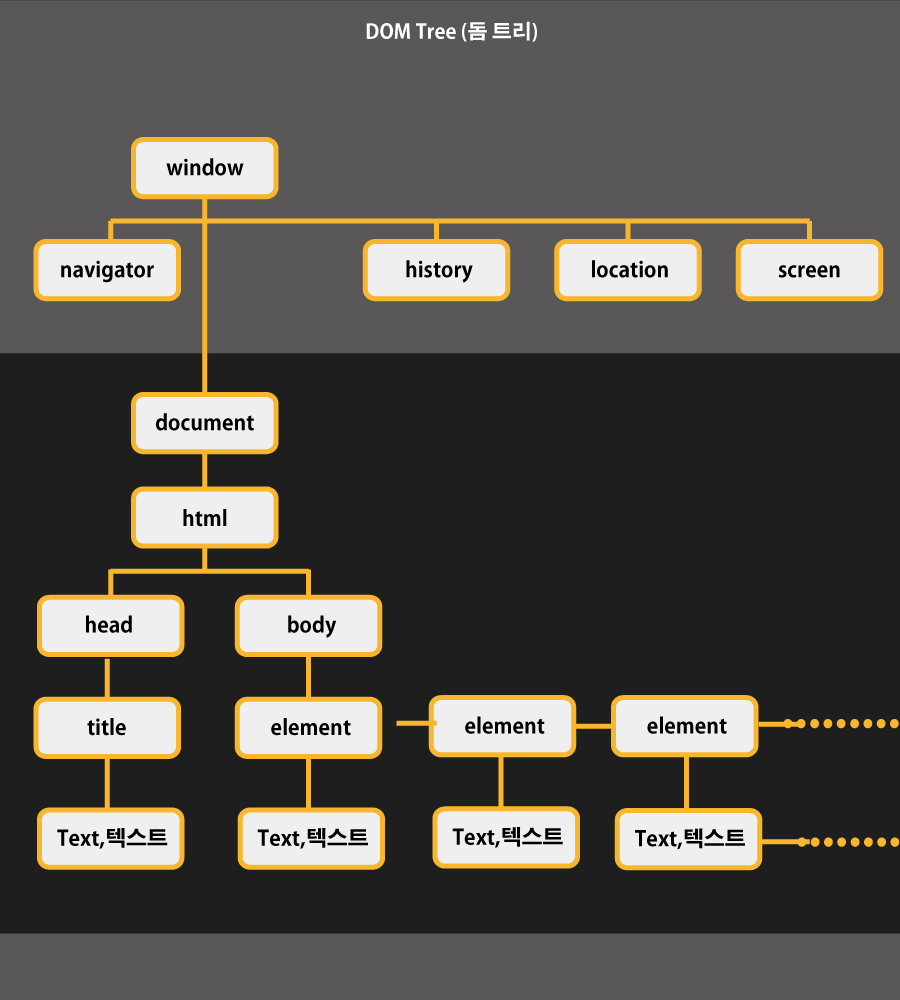 DOM Tree (돔 트리)
window
navigator
history
location
screen
document
html
head
body
title
element
element
element
Text,텍스트
Text,텍스트
Text,텍스트
Text,텍스트